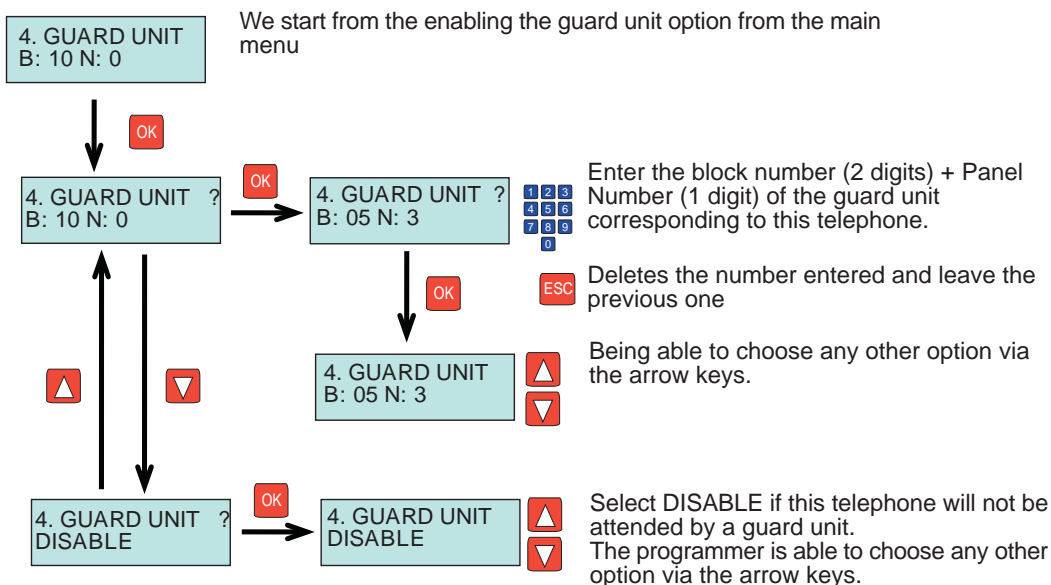 4. GUARD UNIT
B: 10 N: 0
We start from the enabling the guard unit option from the main
menu
OK
4. GUARD UNIT ?
B: 10 N: 0
OK
4. GUARD UNIT ?
B: 05 N: 3
1 2 3
4 5 6
7 8 9
0
Enter the block number (2 digits) + Panel
Number (1 digit) of the guard unit
corresponding to this telephone.
OK
ESC
Deletes the number entered and leave the
previous one
4. GUARD UNIT
B: 05 N: 3
Being able to choose any other option via
the arrow keys.
4. GUARD UNIT ?
DISABLE
OK
4. GUARD UNIT
DISABLE
Select DISABLE if this telephone will not be
attended by a guard unit.
The programmer is able to choose any other
option via the arrow keys.